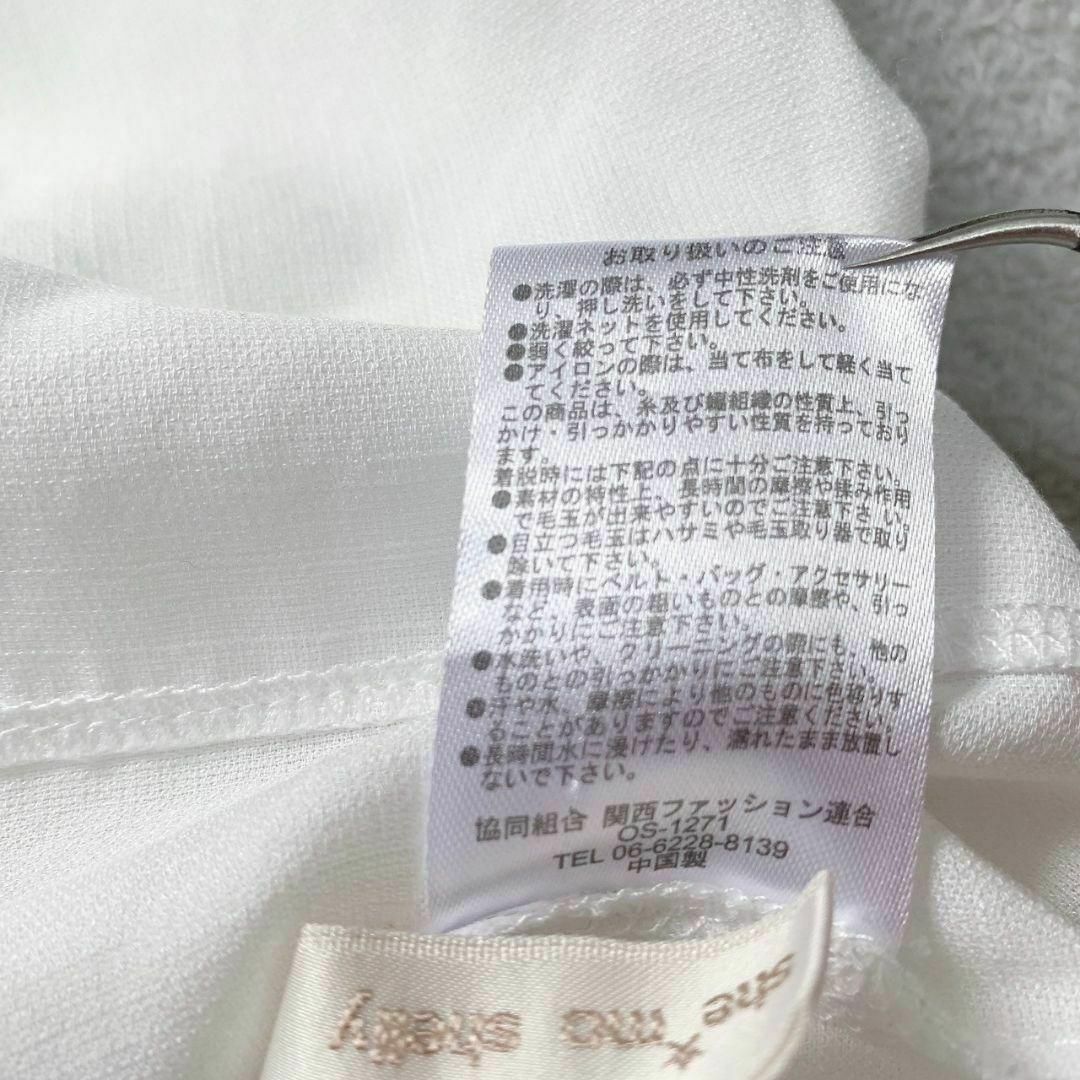 お取り扱いのご注意
●洗濯の際は、必ず中性洗剤をご使用にな
り、押し洗いをして下さい。
●洗濯ネットを使用してください。
●弱く絞って下さい。
●アイロンの際は、当て布をして軽く当て
てください。
この商品は、糸及び編組織の性質上、引っ
かけ・引っかかりやすい性質を持っており
ます。
着脱時には下記の点に十分ご注意下さい。
●素材の特性上、長時間の摩擦や揉み作用
で毛玉が出来やすいのでご注意下さい。
●目立つ毛玉はハサミや毛玉取り器で取り
除いて下さい。
●着用時にベルト・バッグ・アクセサリー
など、表面の粗いものとの摩擦や、引っ
かかりにご注意下さい。
●水洗いや、クリーニングの際にも、他の
ものとの引っかかりにご注意下さい。
●汗や水、摩擦により他のものに色移りす
ることがありますのでご注意ください。
●長時間水に浸けたり、濡れたまま放置し
ないで下さい。
協同組合 関西ファッション連合
OS-1271
TEL 06-6228-8139
中国製
she mo